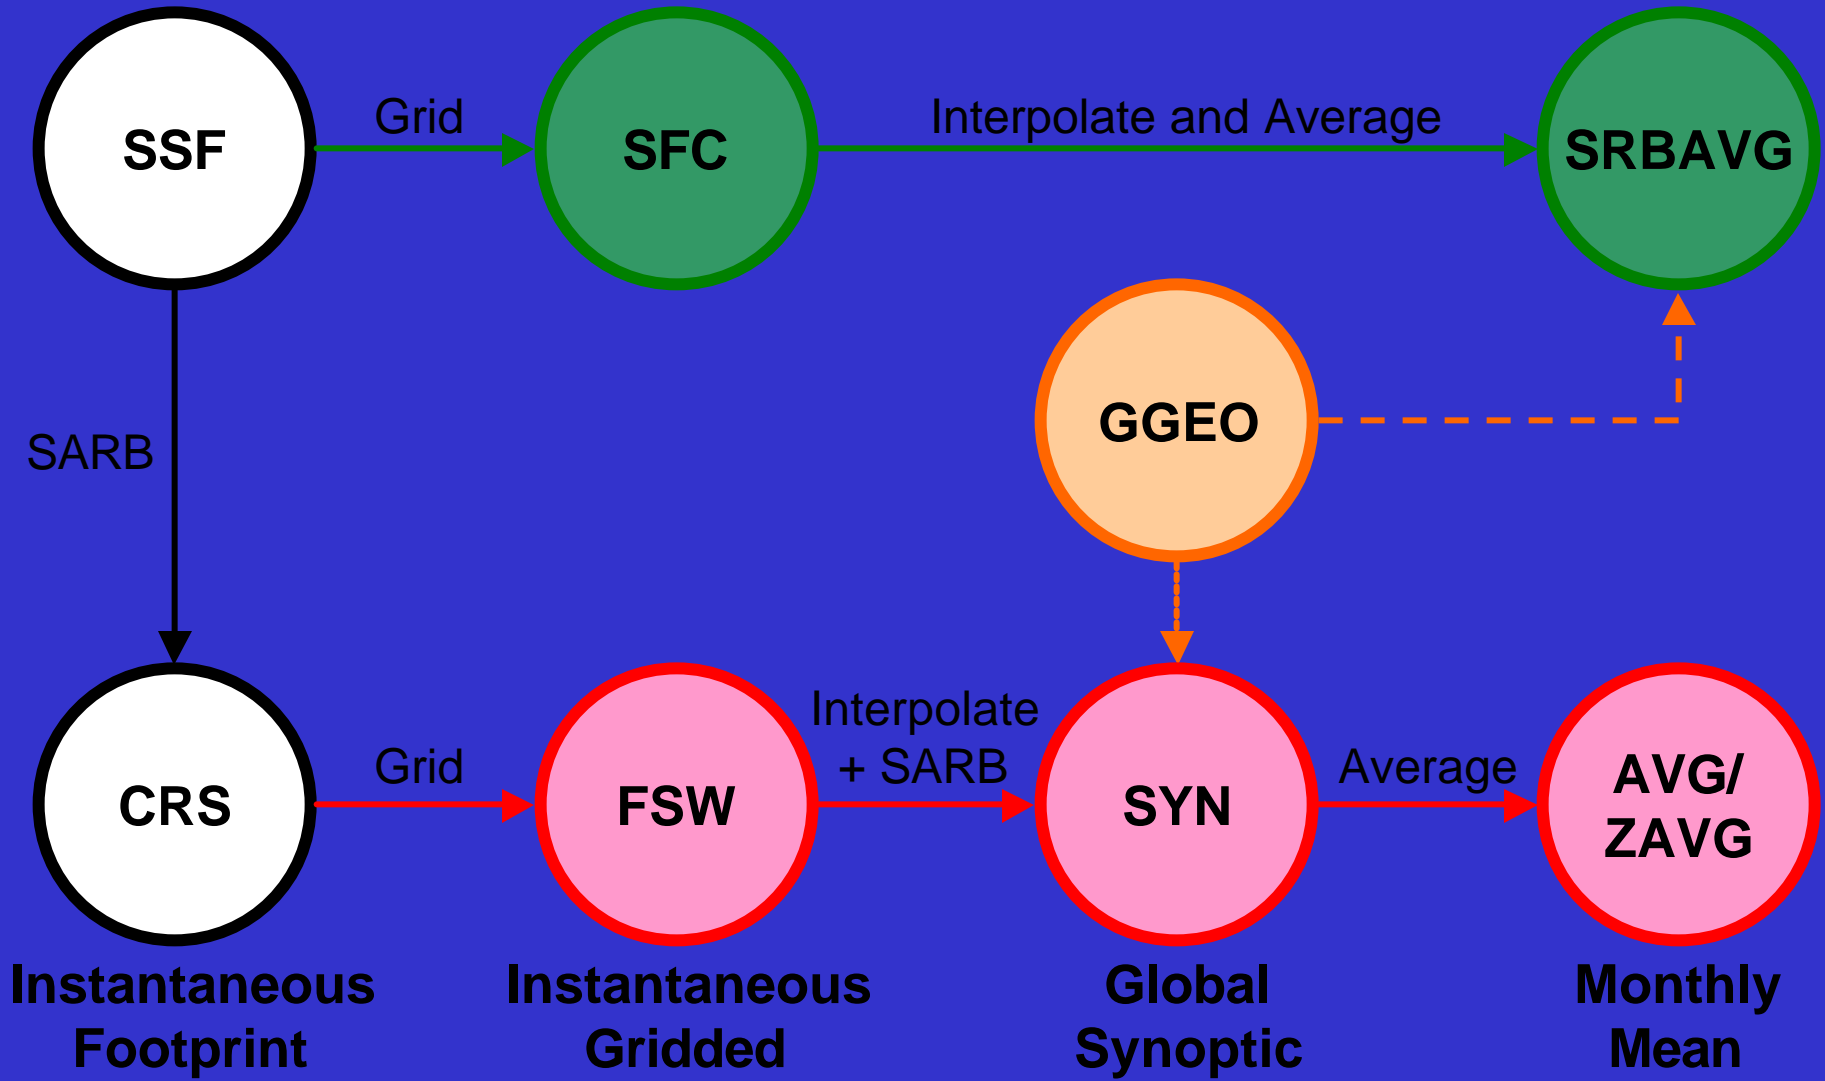 SSF
Grid
SFC
Interpolate and Average
SRBAVG
GGEO
SARB
CRS
Grid
FSW
Interpolate
+ SARB
SYN
Average
AVG/
ZAVG
Instantaneous
Footprint
Instantaneous
Gridded
Global
Synoptic
Monthly
Mean